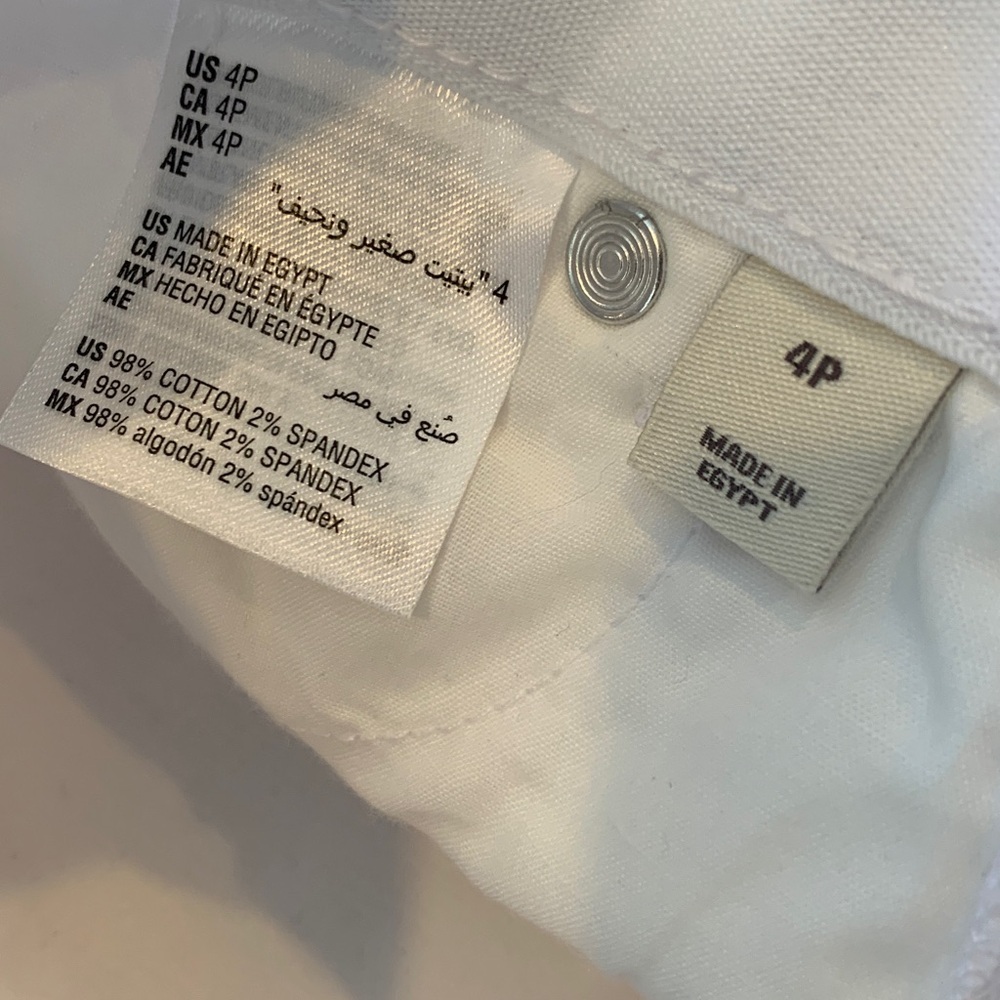 US 4P
CA 4P
MX 4P
AE
4 "بيتيت صغير ونحيف"
US MADE IN EGYPT
CA FABRIQUÉ EN ÉGYPTE
MX HECHO EN EGIPTO
AE
صُنع في مصر
US 98% COTTON 2% SPANDEX
CA 98% COTON 2% SPANDEX
MX 98% algodón 2% spándex
4P
MADE IN
EGYPT